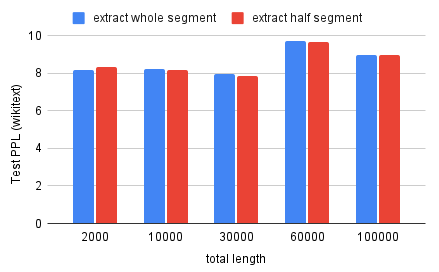 extract whole segment extract half segment
10
8
6
4
2
0
Test PPL (wikitext)
2000 10000 30000 60000 100000
total length